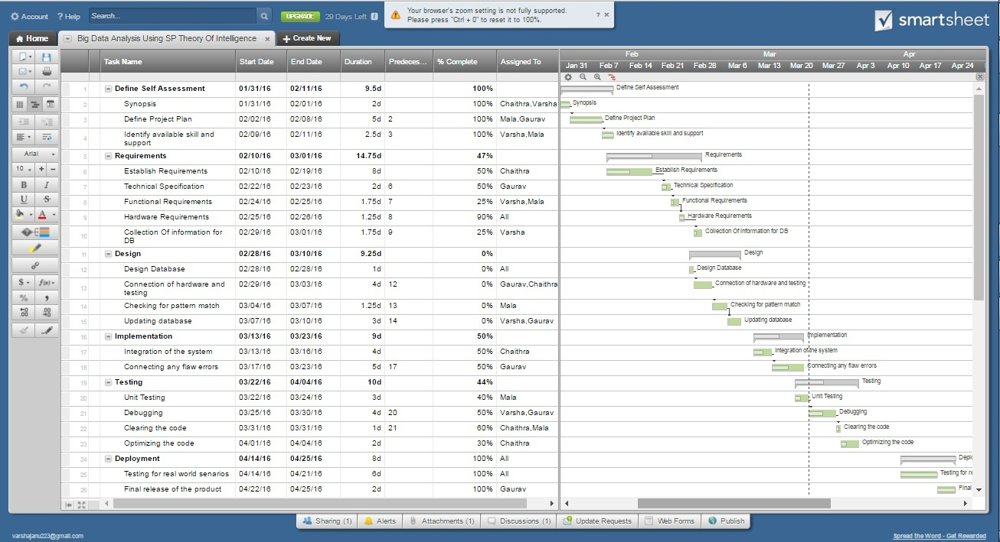 Account ? Help Search... UPGRADE 29 Days Left i
Your browser's zoom setting is not fully supported. ? ×
Please press "Ctrl + 0" to reset it to 100%.
smartsheet
Home Big Data Analysis Using SP Theory Of Intelligence × + Create New
Task Name Start Date End Date Duration Predeces... % Complete Assigned To
Feb Mar Apr
Jan 31 Feb 7 Feb 14 Feb 21 Feb 28 Mar 6 Mar 13 Mar 20 Mar 27 Apr 3 Apr 10 Apr 17 Apr 24
1 Define Self Assessment 01/31/16 02/11/16 9.5d 100% Define Self Assessment
2 Synopsis 01/31/16 02/01/16 2d 100% Chaithra,Varsha Synopsis
3 Define Project Plan 02/02/16 02/08/16 5d 2 100% Mala,Gaurav Define Project Plan
4 Identify available skill and 02/09/16 02/11/16 2.5d 3 100% Varsha,Mala Identify available skill and support
support
5 Requirements 02/10/16 03/01/16 14.75d 47% Requirements
6 Establish Requirements 02/10/16 02/19/16 8d 50% Chaithra Establish Requirements
7 Technical Specification 02/22/16 02/23/16 2d 6 50% Gaurav Technical Specification
8 Functional Requirements 02/24/16 02/25/16 1.75d 7 25% Varsha,Mala Functional Requirements
9 Hardware Requirements 02/25/16 02/26/16 1.25d 8 90% All Hardware Requirements
10 Collection Of information for 02/29/16 03/01/16 1.75d 9 25% Varsha Collection Of information for DB
DB
11 Design 02/28/16 03/10/16 9.25d 0% Design
12 Design Database 02/28/16 02/28/16 1d 0% All Design Database
13 Connection of hardware and 02/29/16 03/03/16 4d 12 0% Gaurav,Chaithra Connection of hardware and testing
testing
14 Checking for pattern match 03/04/16 03/07/16 1.25d 13 0% Mala Checking for pattern match
15 Updating database 03/07/16 03/10/16 3d 14 0% Varsha,Gaurav Updating database
16 Implementation 03/13/16 03/23/16 9d 50% Implementation
17 Integration of the system 03/13/16 03/16/16 4d 50% Chaithra Integration of the system
18 Connecting any flaw errors 03/17/16 03/23/16 5d 17 50% Gaurav Connecting any flaw errors
19 Testing 03/22/16 04/04/16 10d 44% Testing
20 Unit Testing 03/22/16 03/24/16 3d 40% Mala Unit Testing
21 Debugging 03/25/16 03/30/16 4d 20 50% Varsha,Gaurav Debugging
22 Clearing the code 03/31/16 03/31/16 1d 21 60% Chaithra,Mala Clearing the code
23 Optimizing the code 04/01/16 04/04/16 2d 30% Chaithra Optimizing the code
24 Deployment 04/14/16 04/25/16 8d 100% All Deplo
25 Testing for real world senarios 04/14/16 04/21/16 6d 100% All Testing for re
26 Final release of the product 04/22/16 04/25/16 2d 100% Gaurav Final
Arial
10 + −
B I
U S
A
$ f(x)
% ,
.00 .00
Sharing (1) Alerts Attachments (1) Discussions (1) Update Requests Web Forms Publish
varshajanu223@gmail.com Spread the Word - Get Rewarded